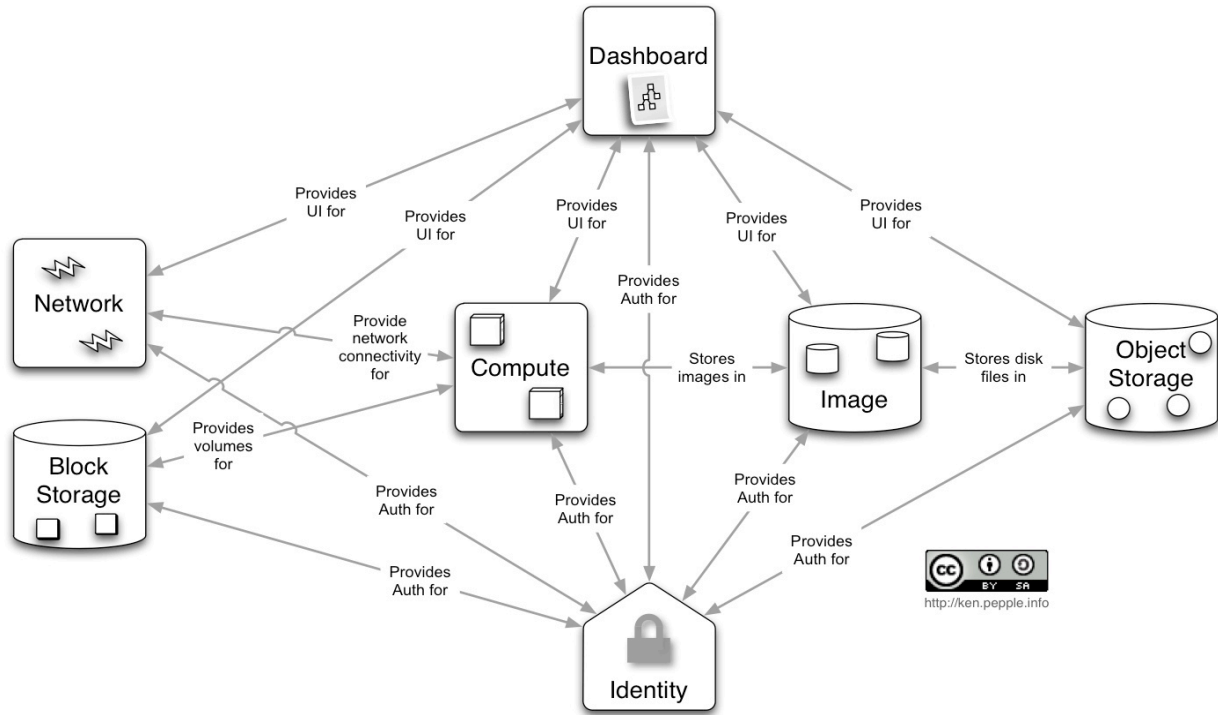 Dashboard
Provides
UI for
Provides
UI for
Provides
UI for
Provides
UI for
Provides
UI for
Network
Provides
Auth for
Provide
network
connectivity
for
Compute
Stores
images in
Image
Stores disk
files in
Object
Storage
Provides
volumes
for
Block
Storage
Provides
Auth for
Provides
Auth for
Provides
Auth for
Provides
Auth for
Provides
Auth for
cc
BY SA
http://ken.pepple.info
Identity